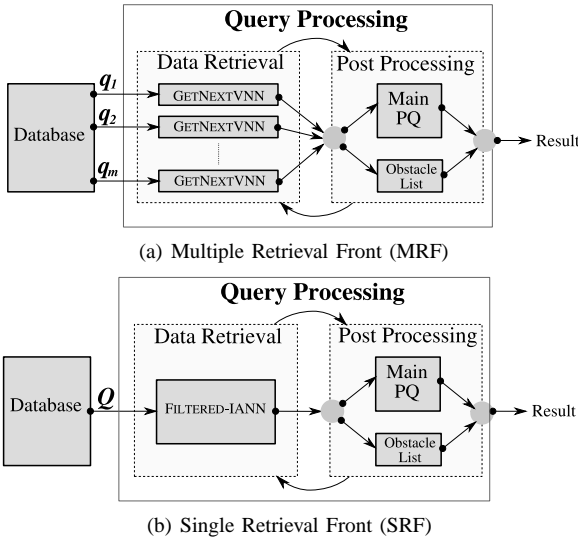 Query Processing
Data Retrieval
Post Processing
q1
GETNEXTVNN
Main
PQ
Database
q2
GETNEXTVNN
Result
qm
GETNEXTVNN
Obstacle
List
(a) Multiple Retrieval Front (MRF)
Query Processing
Data Retrieval
Post Processing
Database
Q
FILTERED-IANN
Main
PQ
Result
Obstacle
List
(b) Single Retrieval Front (SRF)